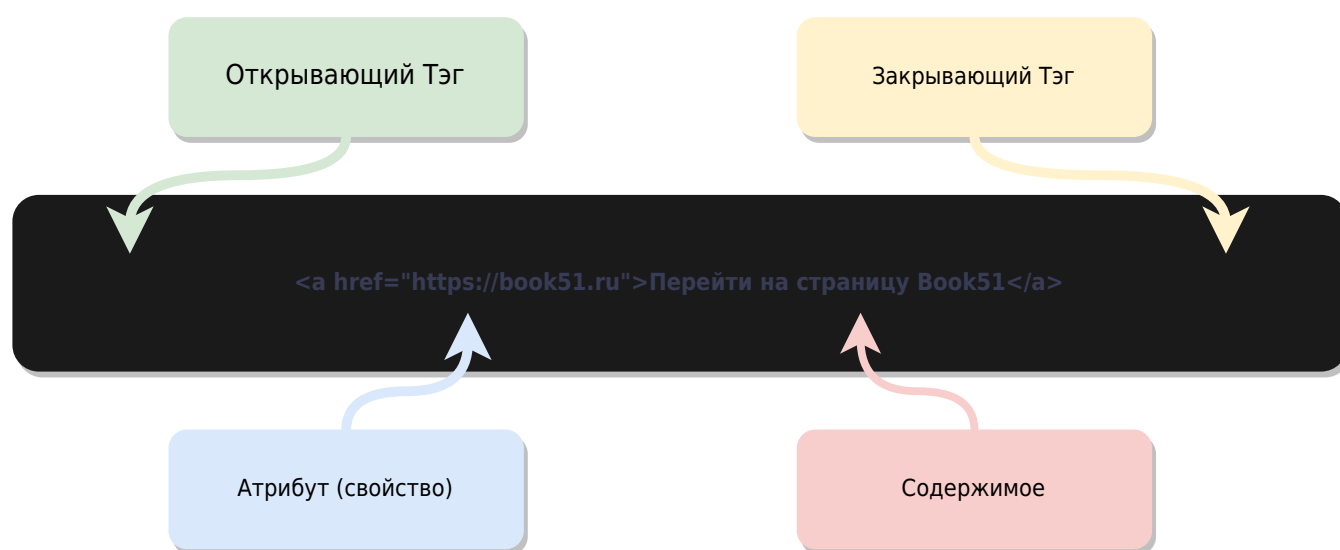 Открывающий Тэг
Закрывающий Тэг
<a href="https://book51.ru">Перейти на страницу Book51</a>
Атрибут (свойство)
Содержимое